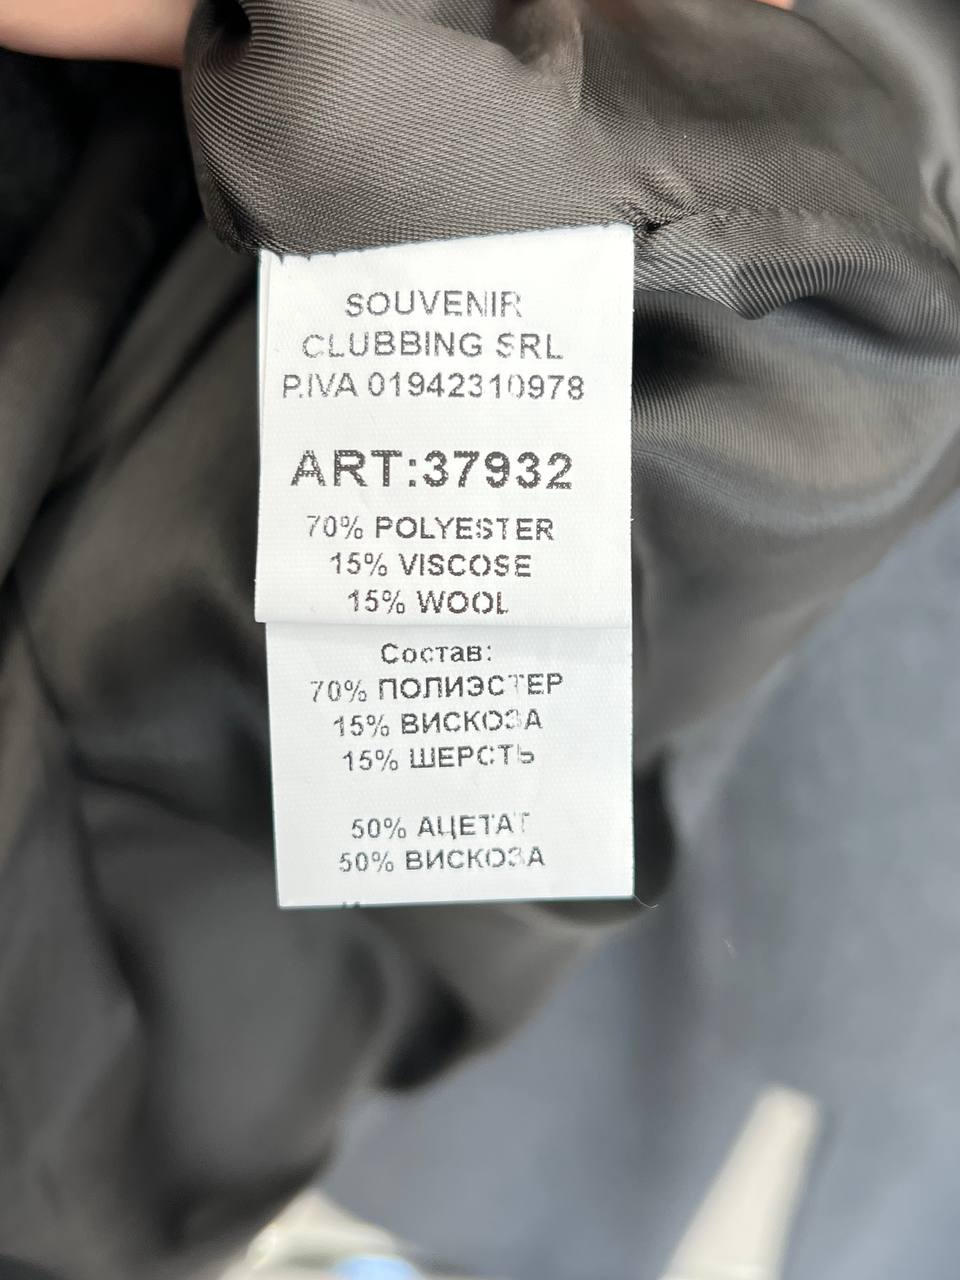 SOUVENIR
CLUBBING SRL
P.IVA 01942310978
ART:37932
70% POLYESTER
15% VISCOSE
15% WOOL
Состав:
70% ПОЛИЭСТЕР
15% ВИСКОЗА
15% ШЕРСТЬ
50% АЦЕТАТ
50% ВИСКОЗА